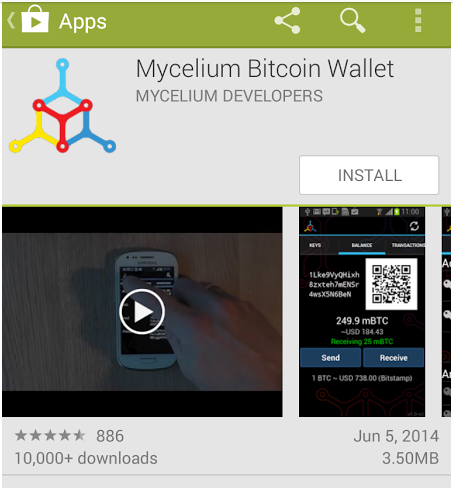 Apps
Mycelium Bitcoin Wallet
MYCELIUM DEVELOPERS
INSTALL
11:00
KEYS
BALANCE
TRANSACTIONS
1Lke9VyQHixh
8zxteh7mENSr
4wsX5N6BeN
249.9 mBTC
~USD 184.43
Receiving 25 mBTC
Send
Receive
1 BTC ~ USD 738.00 (Bitstamp)
886
Jun 5, 2014
10,000+ downloads
3.50MB